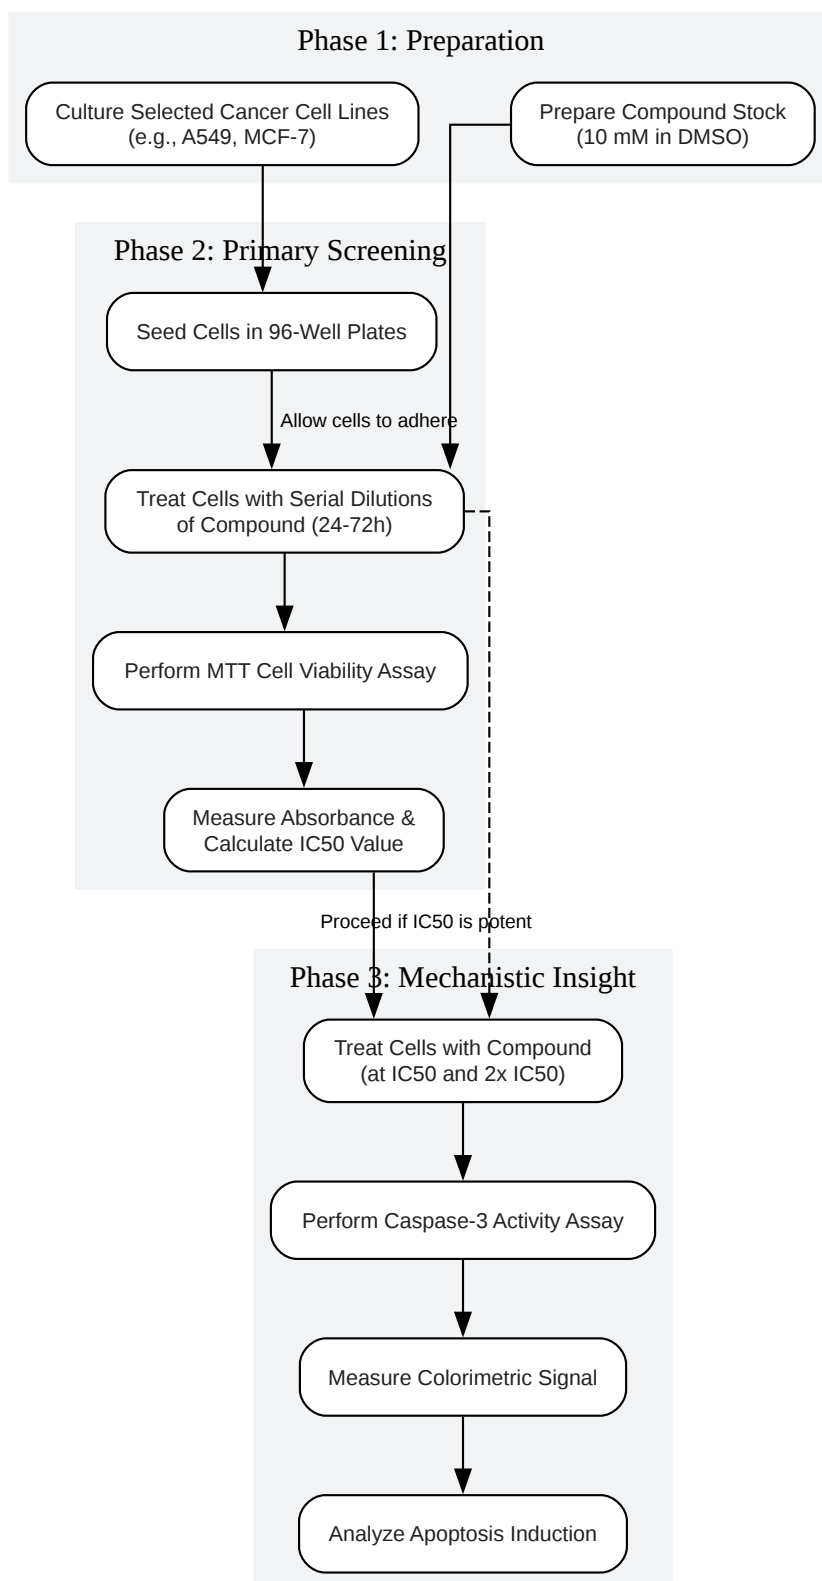 Phase 1: Preparation
Culture Selected Cancer Cell Lines
(e.g., A549, MCF-7)
Prepare Compound Stock
(10 mM in DMSO)
Phase 2: Primary Screening
Seed Cells in 96-Well Plates
Allow cells to adhere
Treat Cells with Serial Dilutions
of Compound (24-72h)
Perform MTT Cell Viability Assay
Measure Absorbance &
Calculate IC50 Value
Proceed if IC50 is potent
Phase 3: Mechanistic Insight
Treat Cells with Compound
(at IC50 and 2x IC50)
Perform Caspase-3 Activity Assay
Measure Colorimetric Signal
Analyze Apoptosis Induction